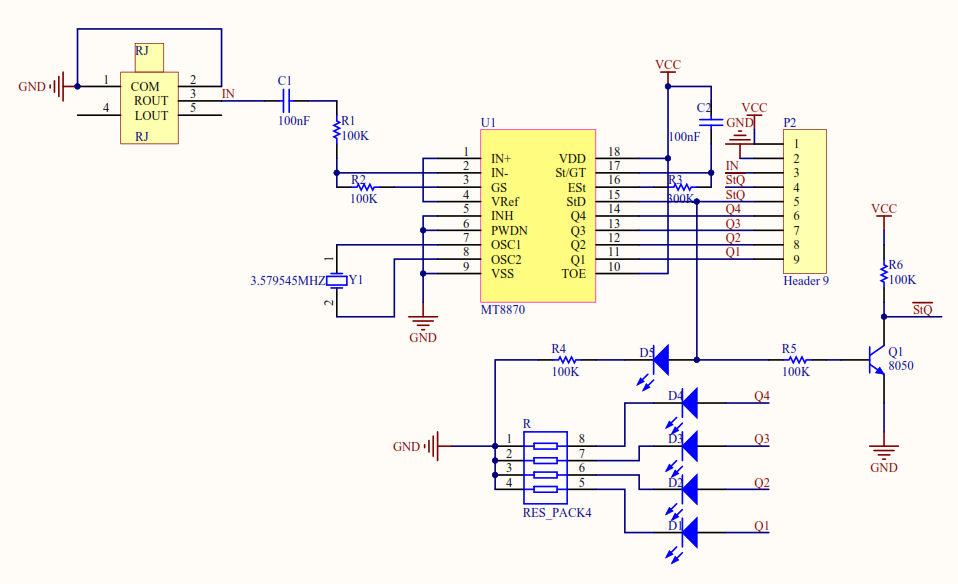 RJ
GND
1
COM
2
ROUT
3
IN
4
LOUT
5
RJ
C1
100nF
R1
100K
R2
100K
U1
1
IN+
VDD
18
2
IN-
St/GT
17
3
GS
ESt
16
4
VRef
StD
15
5
INH
Q4
14
6
PWDN
Q3
13
7
OSC1
Q2
12
8
OSC2
Q1
11
9
VSS
TOE
10
MT8870
1
3.579545MHZ
Y1
2
GND
VCC
C2
100nF
R3
300K
VCC
GND
P2
1
2
IN
3
StQ
4
StQ
5
Q4
6
Q3
7
Q2
8
Q1
9
Header 9
VCC
R6
100K
StQ
Q1
8050
GND
R4
100K
D5
R5
100K
D4
Q4
D3
Q3
D2
Q2
D1
Q1
GND
R
1
8
2
7
3
6
4
5
RES_PACK4